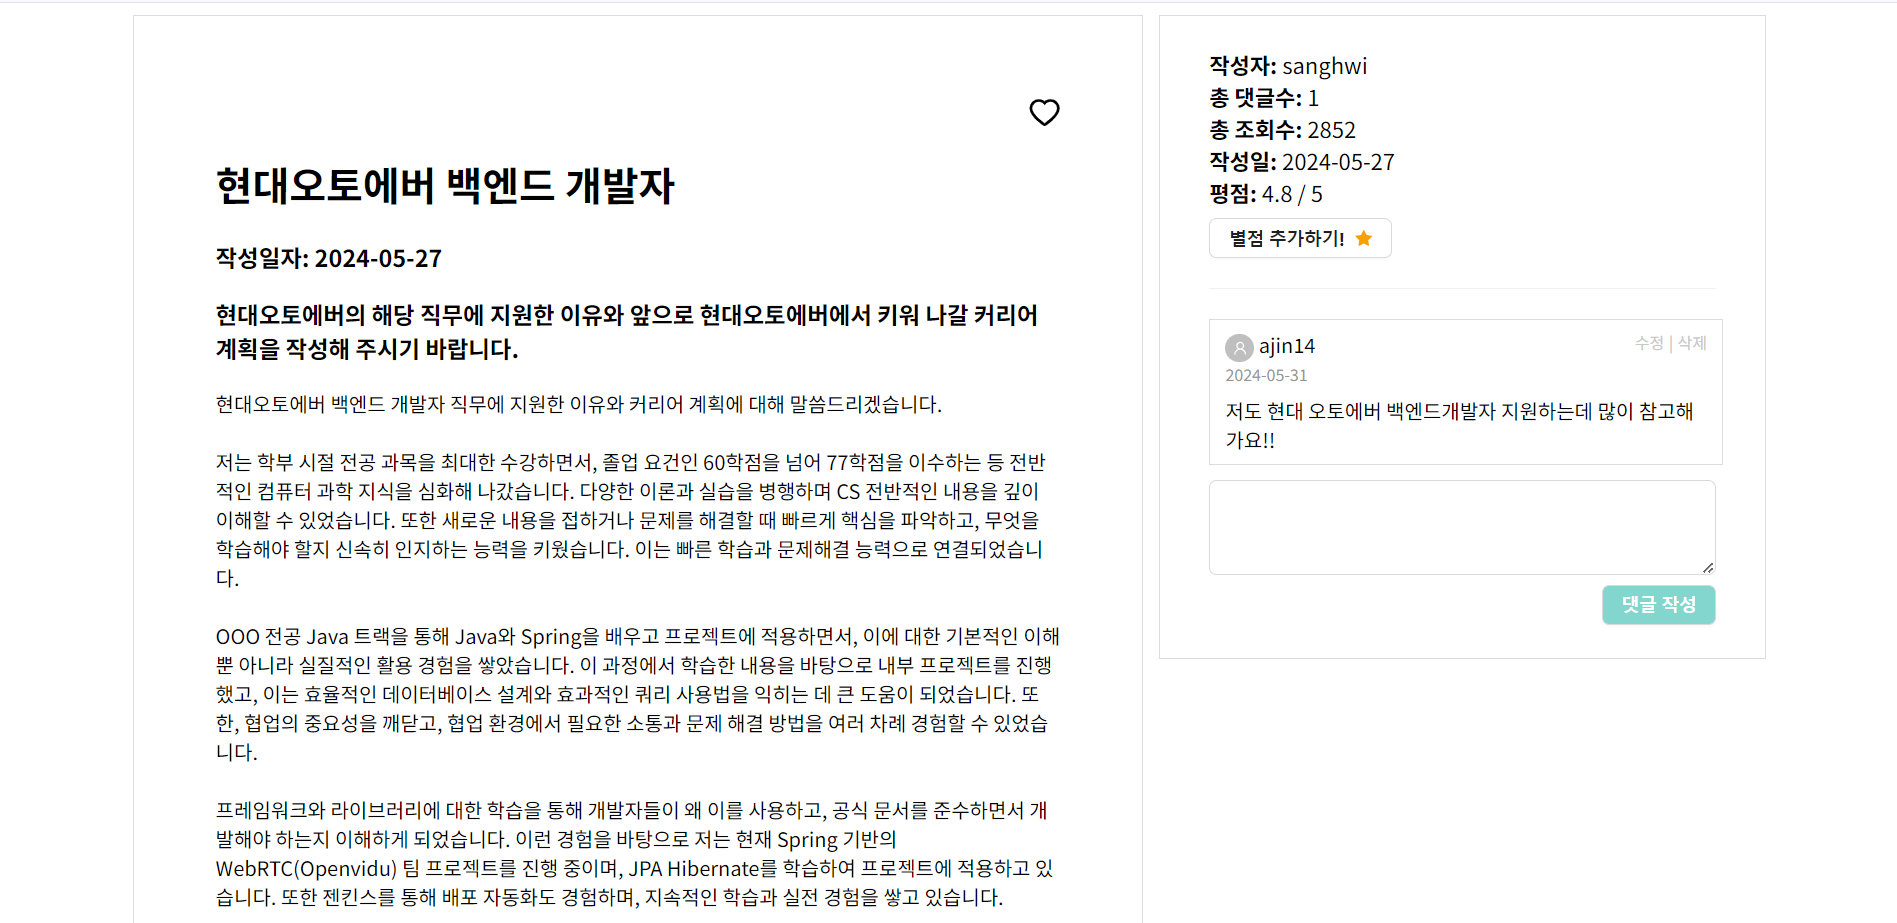 현대오토에버 백엔드 개발자
작성일자: 2024-05-27
현대오토에버의 해당 직무에 지원한 이유와 앞으로 현대오토에버에서 키워 나갈 커리어
계획을 작성해 주시기 바랍니다.
현대오토에버 백엔드 개발자 직무에 지원한 이유와 커리어 계획에 대해 말씀드리겠습니다.
저는 학부 시절 전공 과목을 최대한 수강하면서, 졸업 요건인 60학점을 넘어 77학점을 이수하는 등 전반
적인 컴퓨터 과학 지식을 심화해 나갔습니다. 다양한 이론과 실습을 병행하며 CS 전반적인 내용을 깊이
이해할 수 있었습니다. 또한 새로운 내용을 접하거나 문제를 해결할 때 빠르게 핵심을 파악하고, 무엇을
학습해야 할지 신속히 인지하는 능력을 키웠습니다. 이는 빠른 학습과 문제해결 능력으로 연결되었습니
다.
OOO 전공 Java 트랙을 통해 Java와 Spring을 배우고 프로젝트에 적용하면서, 이에 대한 기본적인 이해
뿐 아니라 실질적인 활용 경험을 쌓았습니다. 이 과정에서 학습한 내용을 바탕으로 내부 프로젝트를 진행
했고, 이는 효율적인 데이터베이스 설계와 효과적인 쿼리 사용법을 익히는 데 큰 도움이 되었습니다. 또
한, 협업의 중요성을 깨닫고, 협업 환경에서 필요한 소통과 문제 해결 방법을 여러 차례 경험할 수 있었습
니다.
프레임워크와 라이브러리에 대한 학습을 통해 개발자들이 왜 이를 사용하고, 공식 문서를 준수하면서 개
발해야 하는지 이해하게 되었습니다. 이런 경험을 바탕으로 저는 현재 Spring 기반의
WebRTC(Openvidu) 팀 프로젝트를 진행 중이며, JPA Hibernate를 학습하여 프로젝트에 적용하고 있
습니다. 또한 젠킨스를 통해 배포 자동화도 경험하며, 지속적인 학습과 실전 경험을 쌓고 있습니다.
작성자: sanghwi
총 댓글수: 1
총 조회수: 2852
작성일: 2024-05-27
평점: 4.8 / 5
별점 추가하기!
ajin14
수정 | 삭제
2024-05-31
저도 현대 오토에버 백엔드개발자 지원하는데 많이 참고해
가요!!
댓글 작성